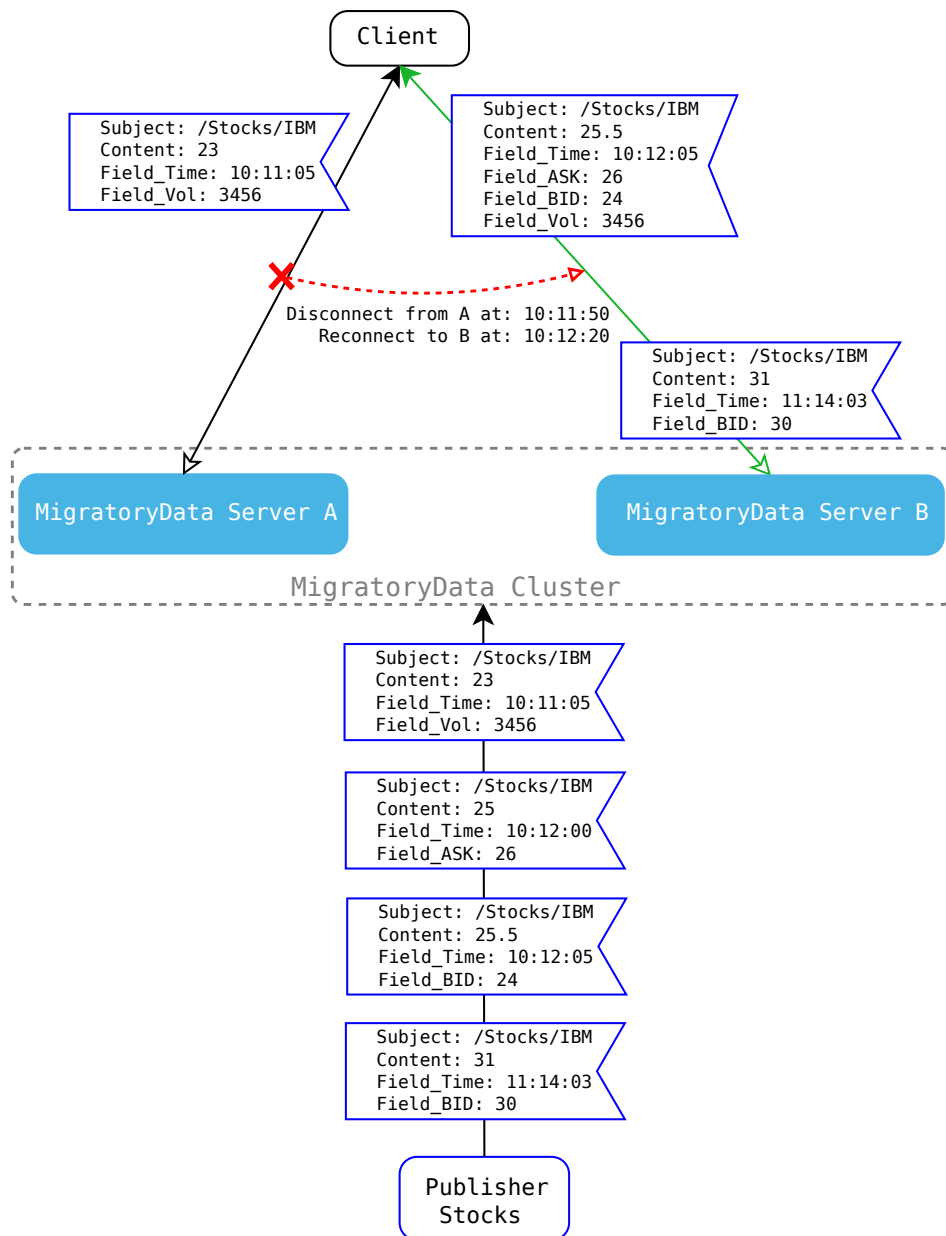 Client
Subject: /Stocks/IBM
Content: 23
Field_Time: 10:11:05
Field_Vol: 3456
Subject: /Stocks/IBM
Content: 25.5
Field_Time: 10:12:05
Field_ASK: 26
Field_BID: 24
Field_Vol: 3456
Disconnect from A at: 10:11:50
Reconnect to B at: 10:12:20
Subject: /Stocks/IBM
Content: 31
Field_Time: 11:14:03
Field_BID: 30
MigratoryData Server A
MigratoryData Server B
MigratoryData Cluster
Subject: /Stocks/IBM
Content: 23
Field_Time: 10:11:05
Field_Vol: 3456
Subject: /Stocks/IBM
Content: 25
Field_Time: 10:12:00
Field_ASK: 26
Subject: /Stocks/IBM
Content: 25.5
Field_Time: 10:12:05
Field_BID: 24
Subject: /Stocks/IBM
Content: 31
Field_Time: 11:14:03
Field_BID: 30
Publisher
Stocks